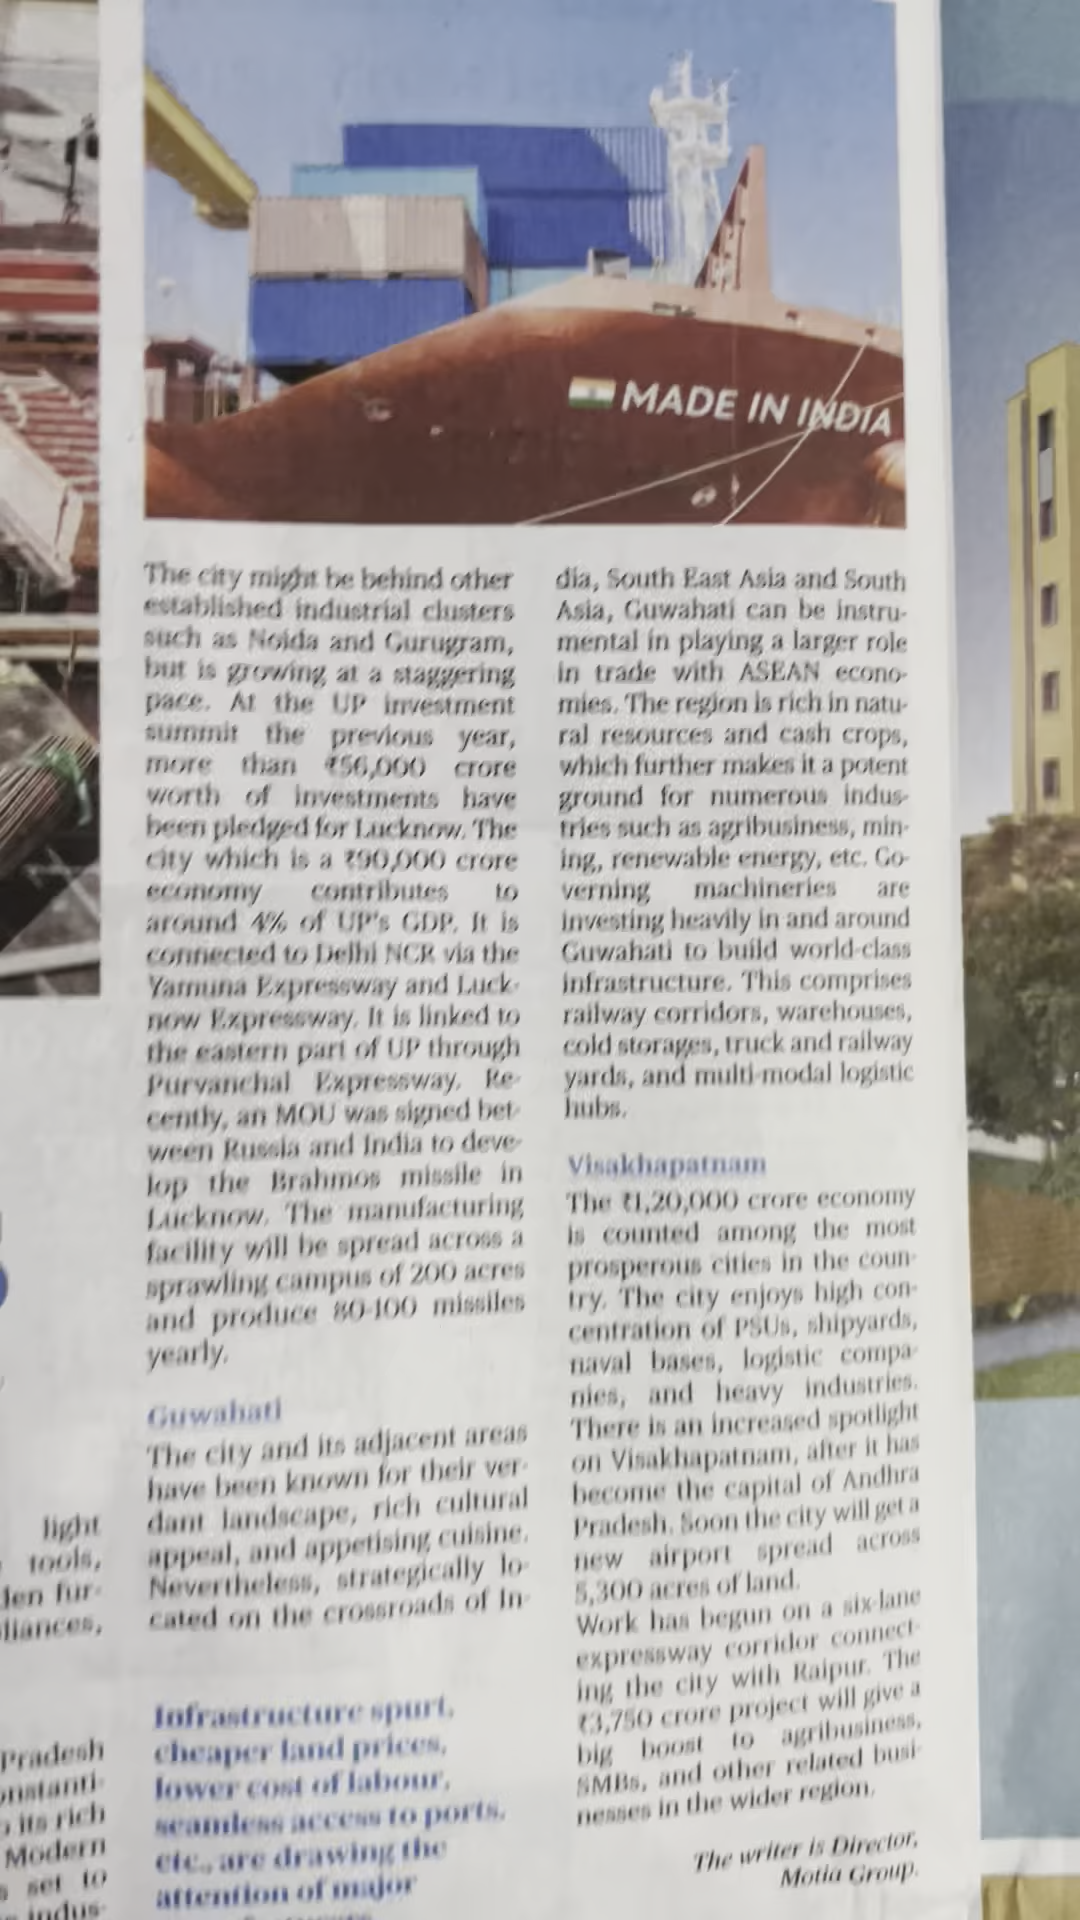 MADE IN INDIA
The city might be behind other
established industrial clusters
such as Noida and Gurugram,
but is growing at a staggering
pace. At the UP investment
summit the previous year,
more than ₹56,000 crore
worth of investments have
been pledged for Lucknow. The
city which is a ₹90,000 crore
economy contributes to
around 4% of UP's GDP. It is
connected to Delhi NCR via the
Yamuna Expressway and Luck-
now Expressway. It is linked to
the eastern part of UP through
Purvanchal Expressway. Re-
cently, an MOU was signed bet-
ween Russia and India to deve-
lop the Brahmos missile in
Lucknow. The manufacturing
facility will be spread across a
sprawling campus of 200 acres
and produce 80-100 missiles
yearly.
Guwahati
The city and its adjacent areas
have been known for their ver-
dant landscape, rich cultural
appeal, and appetising cuisine.
Nevertheless, strategically lo-
cated on the crossroads of In-
dia, South East Asia and South
Asia, Guwahati can be instru-
mental in playing a larger role
in trade with ASEAN econo-
mies. The region is rich in natu-
ral resources and cash crops,
which further makes it a potent
ground for numerous indus-
tries such as agribusiness, min-
ing, renewable energy, etc. Go-
verning machineries are
investing heavily in and around
Guwahati to build world-class
infrastructure. This comprises
railway corridors, warehouses,
cold storages, truck and railway
yards, and multi-modal logistic
hubs.
Visakhapatnam
The ₹1,20,000 crore economy
is counted among the most
prosperous cities in the coun-
try. The city enjoys high con-
centration of PSUs, shipyards,
naval bases, logistic compa-
nies, and heavy industries.
There is an increased spotlight
on Visakhapatnam, after it has
become the capital of Andhra
Pradesh. Soon the city will get a
new airport spread across
5,300 acres of land.
Work has begun on a six-lane
expressway corridor connect-
ing the city with Raipur. The
₹3,750 crore project will give a
big boost to agribusiness,
SMBs, and other related busi-
nesses in the wider region.
The writer is Director,
Motia Group.
Infrastructure spurt,
cheaper land prices,
lower cost of labour,
seamless access to ports,
etc., are drawing the
attention of major
light
tools,
fur-
Pradesh
its rich
Modern
set to
indus-